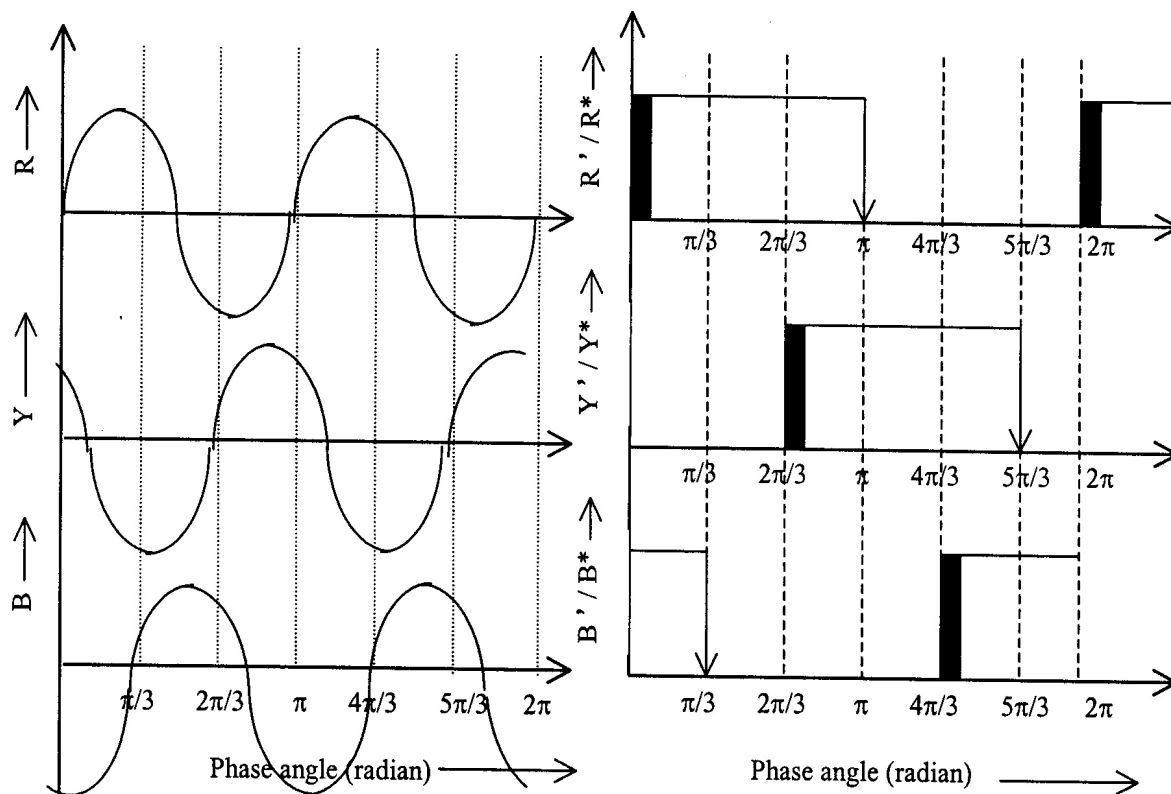 R
Y
B
π/3 2π/3 π 4π/3 5π/3 2π
Phase angle (radian)
R ' / R*
π/3 2π/3 π 4π/3 5π/3 2π
Y ' / Y*
π/3 2π/3 π 4π/3 5π/3 2π
B ' / B*
π/3 2π/3 π 4π/3 5π/3 2π
Phase angle (radian)